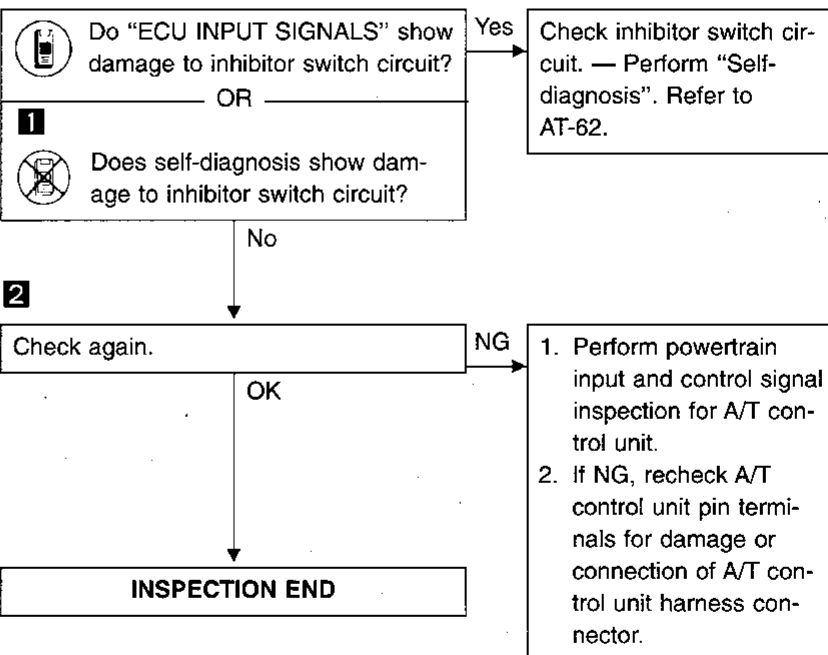 Do “ECU INPUT SIGNALS” show
damage to inhibitor switch circuit?
Yes
Check inhibitor switch cir-
cuit. — Perform “Self-
diagnosis”. Refer to
AT-62.
OR
1
Does self-diagnosis show dam-
age to inhibitor switch circuit?
No
2
Check again.
NG
1. Perform powertrain
input and control signal
inspection for A/T con-
trol unit.
2. If NG, recheck A/T
control unit pin termi-
nals for damage or
connection of A/T con-
trol unit harness con-
nector.
OK
INSPECTION END